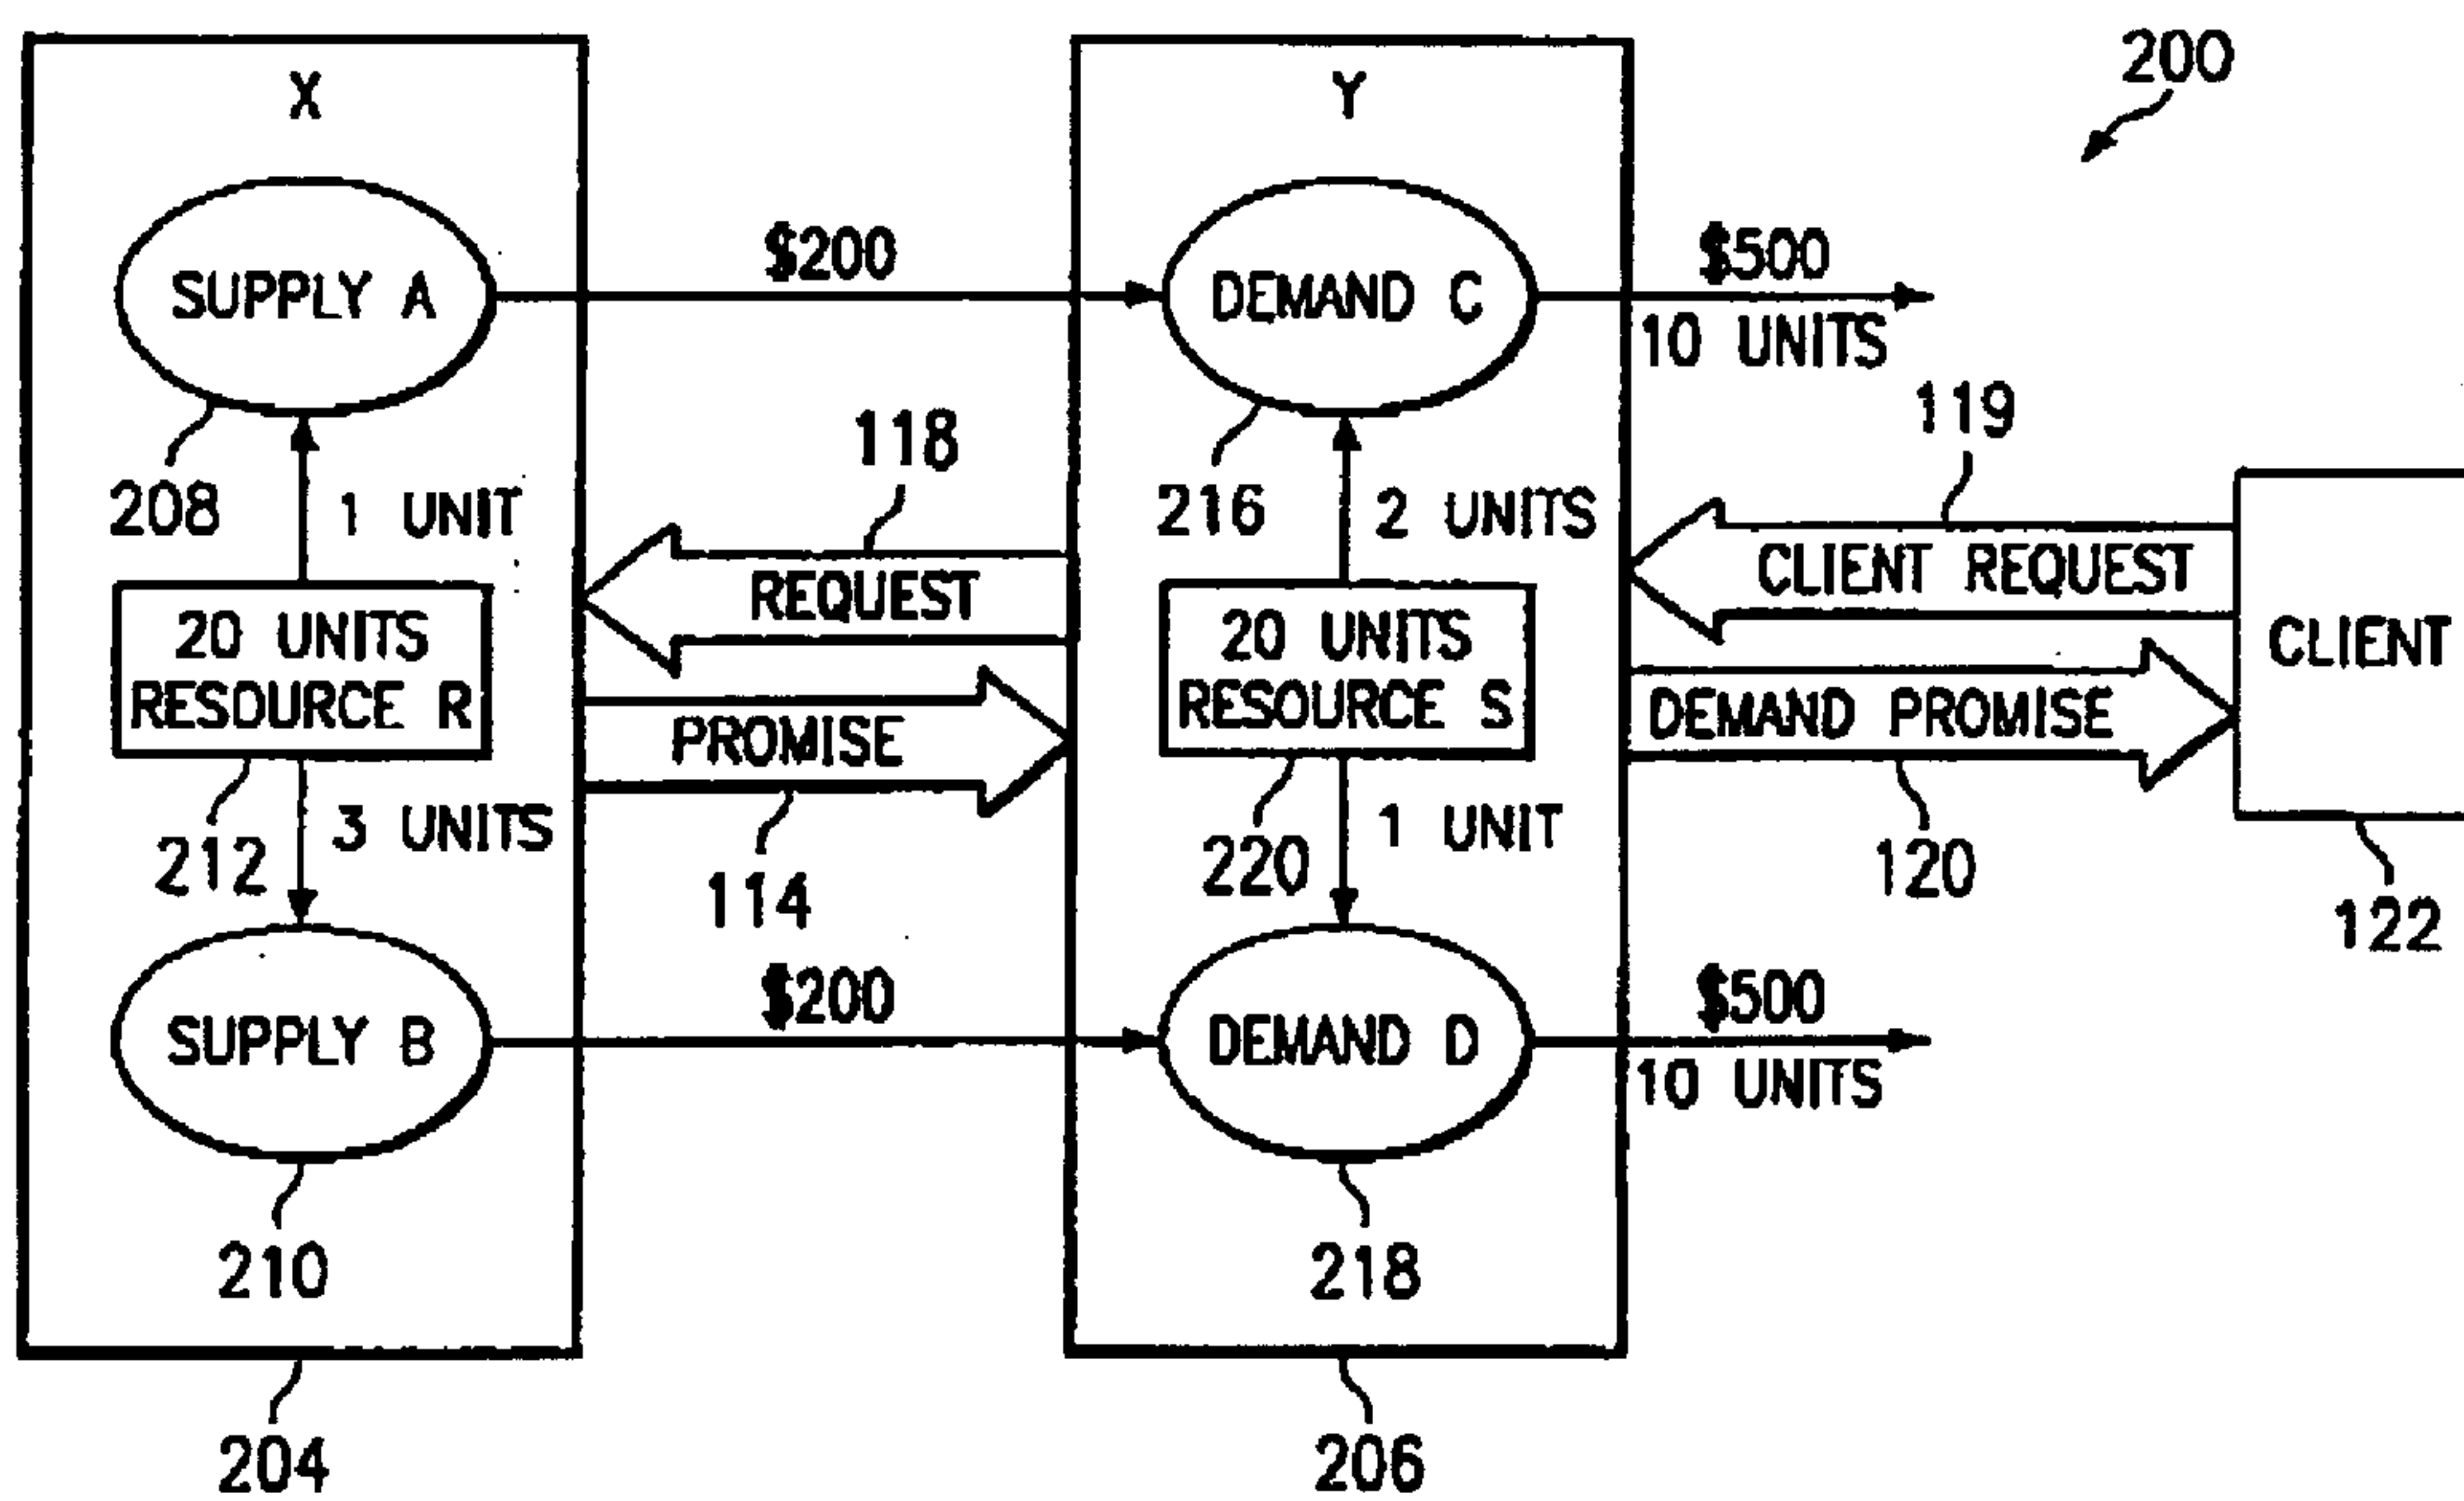 200
X
Y
SUPPLY A
$200
DEMAND C
$500
10 UNITS
208
1 UNIT
118
216
2 UNITS
119
REQUEST
CLIENT REQUEST
20 UNITS
RESOURCE R
20 UNITS
RESOURCE S
CLIENT
PROMISE
DEMAND PROMISE
212
3 UNITS
114
220
1 UNIT
120
122
SUPPLY B
$200
DEMAND D
$500
10 UNITS
210
218
204
206